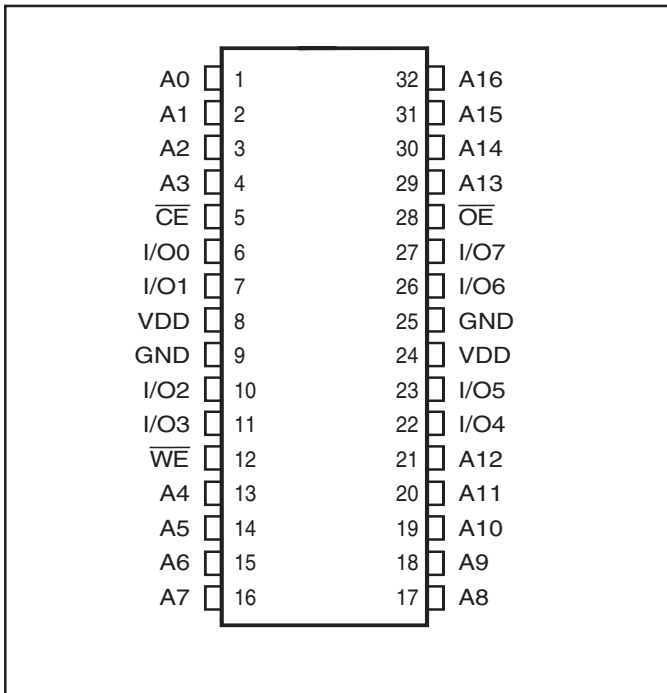 A0 1 32 A16
A1 2 31 A15
A2 3 30 A14
A3 4 29 A13
C̅E̅ 5 28 O̅E̅
I/O0 6 27 I/O7
I/O1 7 26 I/O6
VDD 8 25 GND
GND 9 24 VDD
I/O2 10 23 I/O5
I/O3 11 22 I/O4
W̅E̅ 12 21 A12
A4 13 20 A11
A5 14 19 A10
A6 15 18 A9
A7 16 17 A8